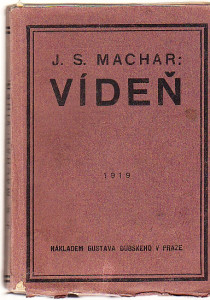 J. S. MACHAR:
VÍDEŇ
1919
NÁKLADEM GUSTAVA DUBSKÉHO V PRAZE